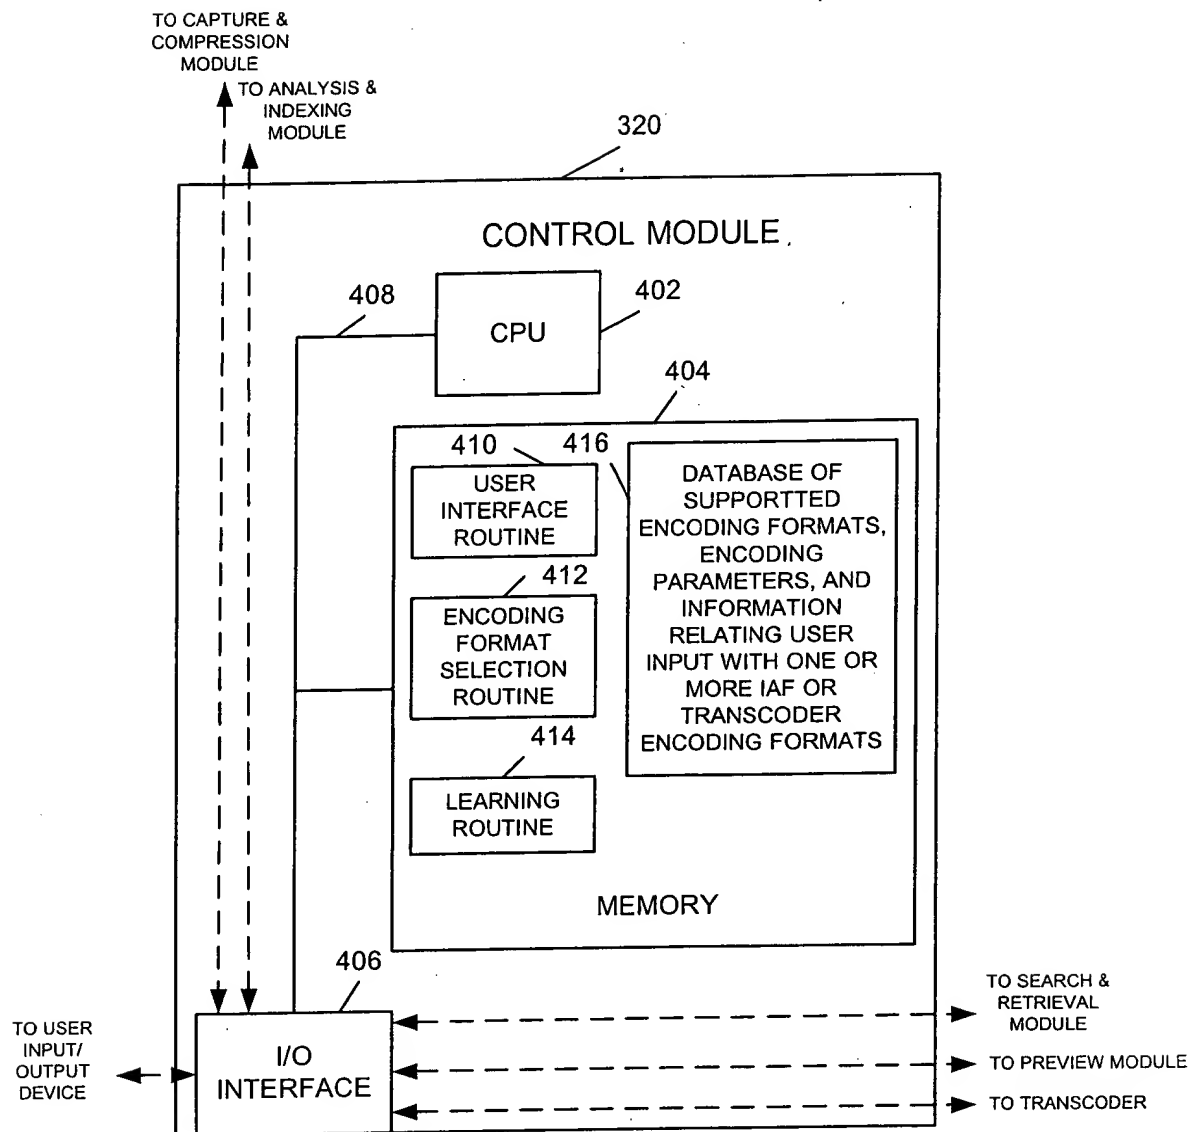 TO CAPTURE &
COMPRESSION
MODULE
TO ANALYSIS &
INDEXING
MODULE
320
CONTROL MODULE
408
CPU
402
404
410
416
USER
INTERFACE
ROUTINE
DATABASE OF
SUPPORTTED
ENCODING FORMATS,
ENCODING
PARAMETERS, AND
INFORMATION
RELATING USER
INPUT WITH ONE OR
MORE IAF OR
TRANSCODER
ENCODING FORMATS
412
ENCODING
FORMAT
SELECTION
ROUTINE
414
LEARNING
ROUTINE
MEMORY
406
I/O
INTERFACE
TO USER
INPUT/
OUTPUT
DEVICE
TO SEARCH &
RETRIEVAL
MODULE
TO PREVIEW MODULE
TO TRANSCODER